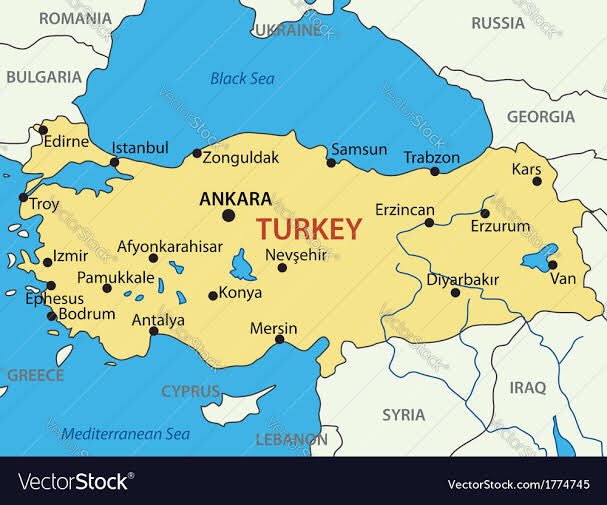 ROMANIA
UKRAINE
RUSSIA
BULGARIA
Black Sea
GEORGIA
Edirne
Istanbul
Zonguldak
Samsun
Trabzon
Kars
Troy
ANKARA
TURKEY
Erzincan
Erzurum
Izmir
Afyonkarahisar
Nevşehir
Pamukkale
Konya
Diyarbakır
Van
Ephesus
Bodrum
Antalya
Mersin
GREECE
CYPRUS
SYRIA
IRAQ
Mediterranean Sea
LEBANON
VectorStock®
VectorStock.com/1774745